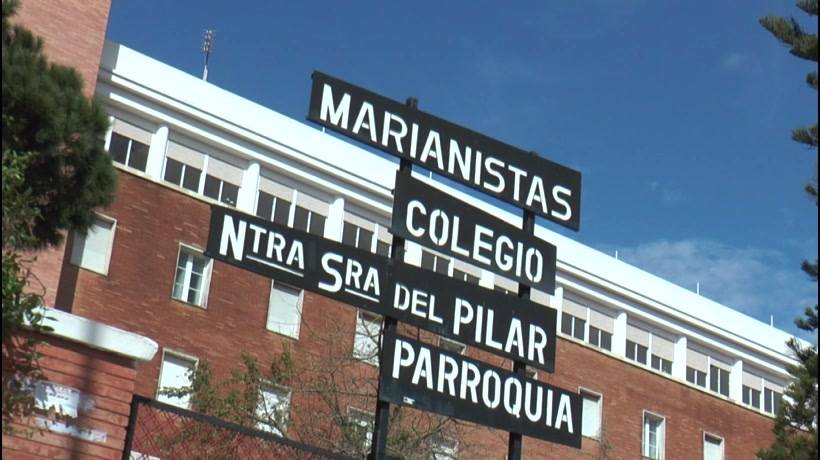 MARIANISTAS
COLEGIO
NTRA SRA DEL PILAR
PARROQUIA